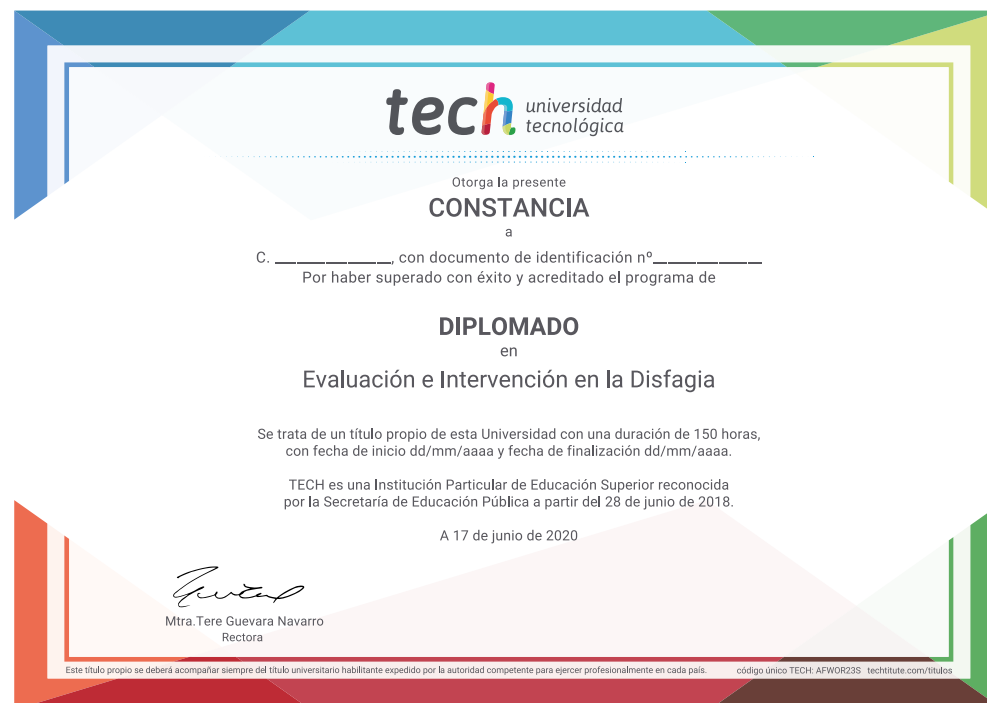 tech universidad
tecnológica
Otorga la presente
CONSTANCIA
a
C. ________________, con documento de identificación nº_______________
Por haber superado con éxito y acreditado el programa de
DIPLOMADO
en
Evaluación e Intervención en la Disfagia
Se trata de un título propio de esta Universidad con una duración de 150 horas,
con fecha de inicio dd/mm/aaaa y fecha de finalización dd/mm/aaaa.
TECH es una Institución Particular de Educación Superior reconocida
por la Secretaría de Educación Pública a partir del 28 de junio de 2018.
A 17 de junio de 2020
Mtra.Tere Guevara Navarro
Rectora
Este título propio se deberá acompañar siempre del título universitario habilitante expedido por la autoridad competente para ejercer profesionalmente en cada país. código único TECH: AFWOR23S techtitute.com/titulos